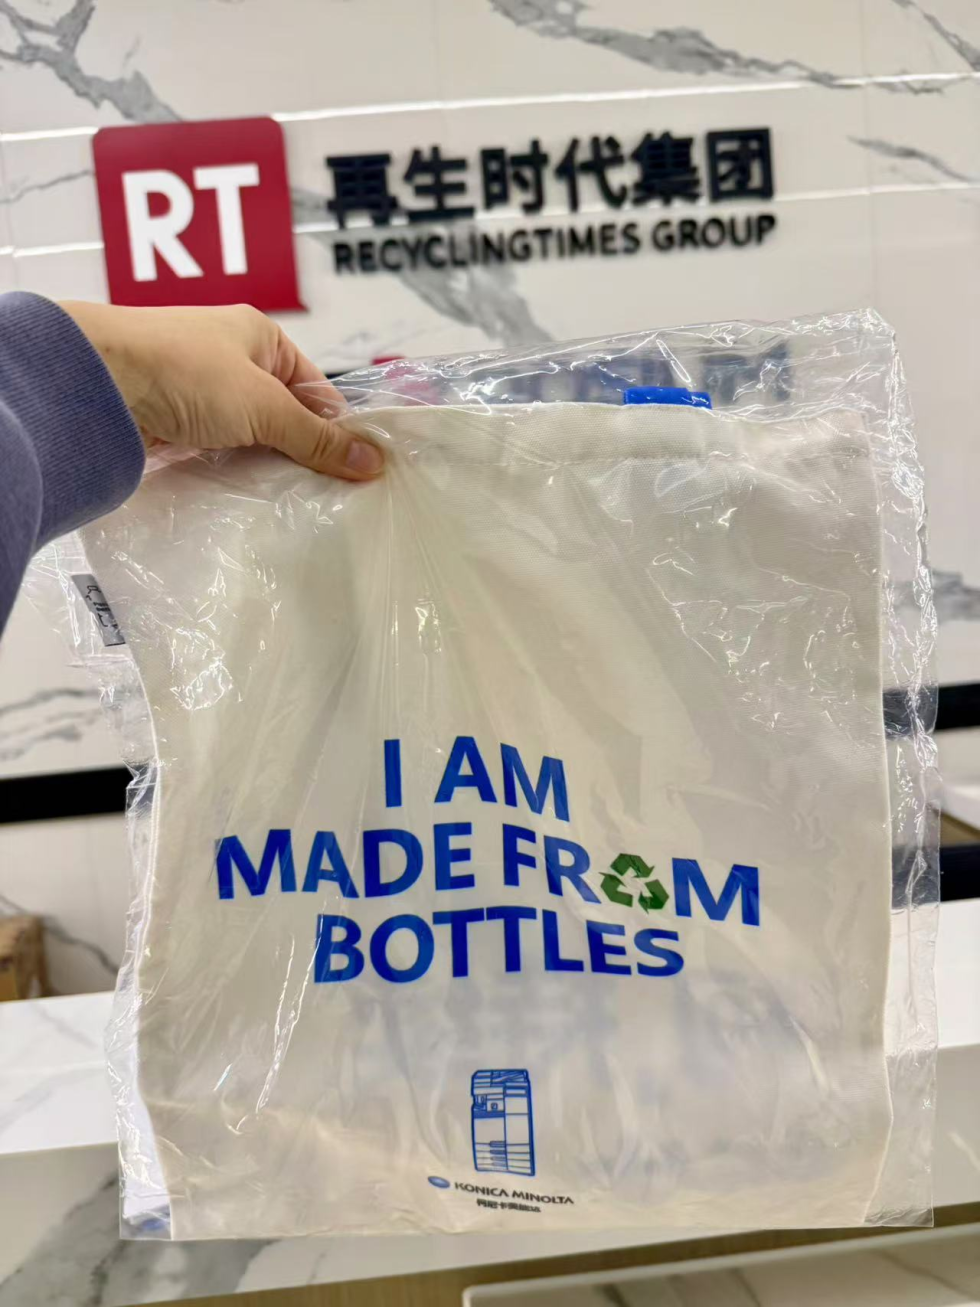 RT
再生时代集团
RECYCLINGTIMES GROUP
I AM
MADE FROM
BOTTLES
KONICA MINOLTA